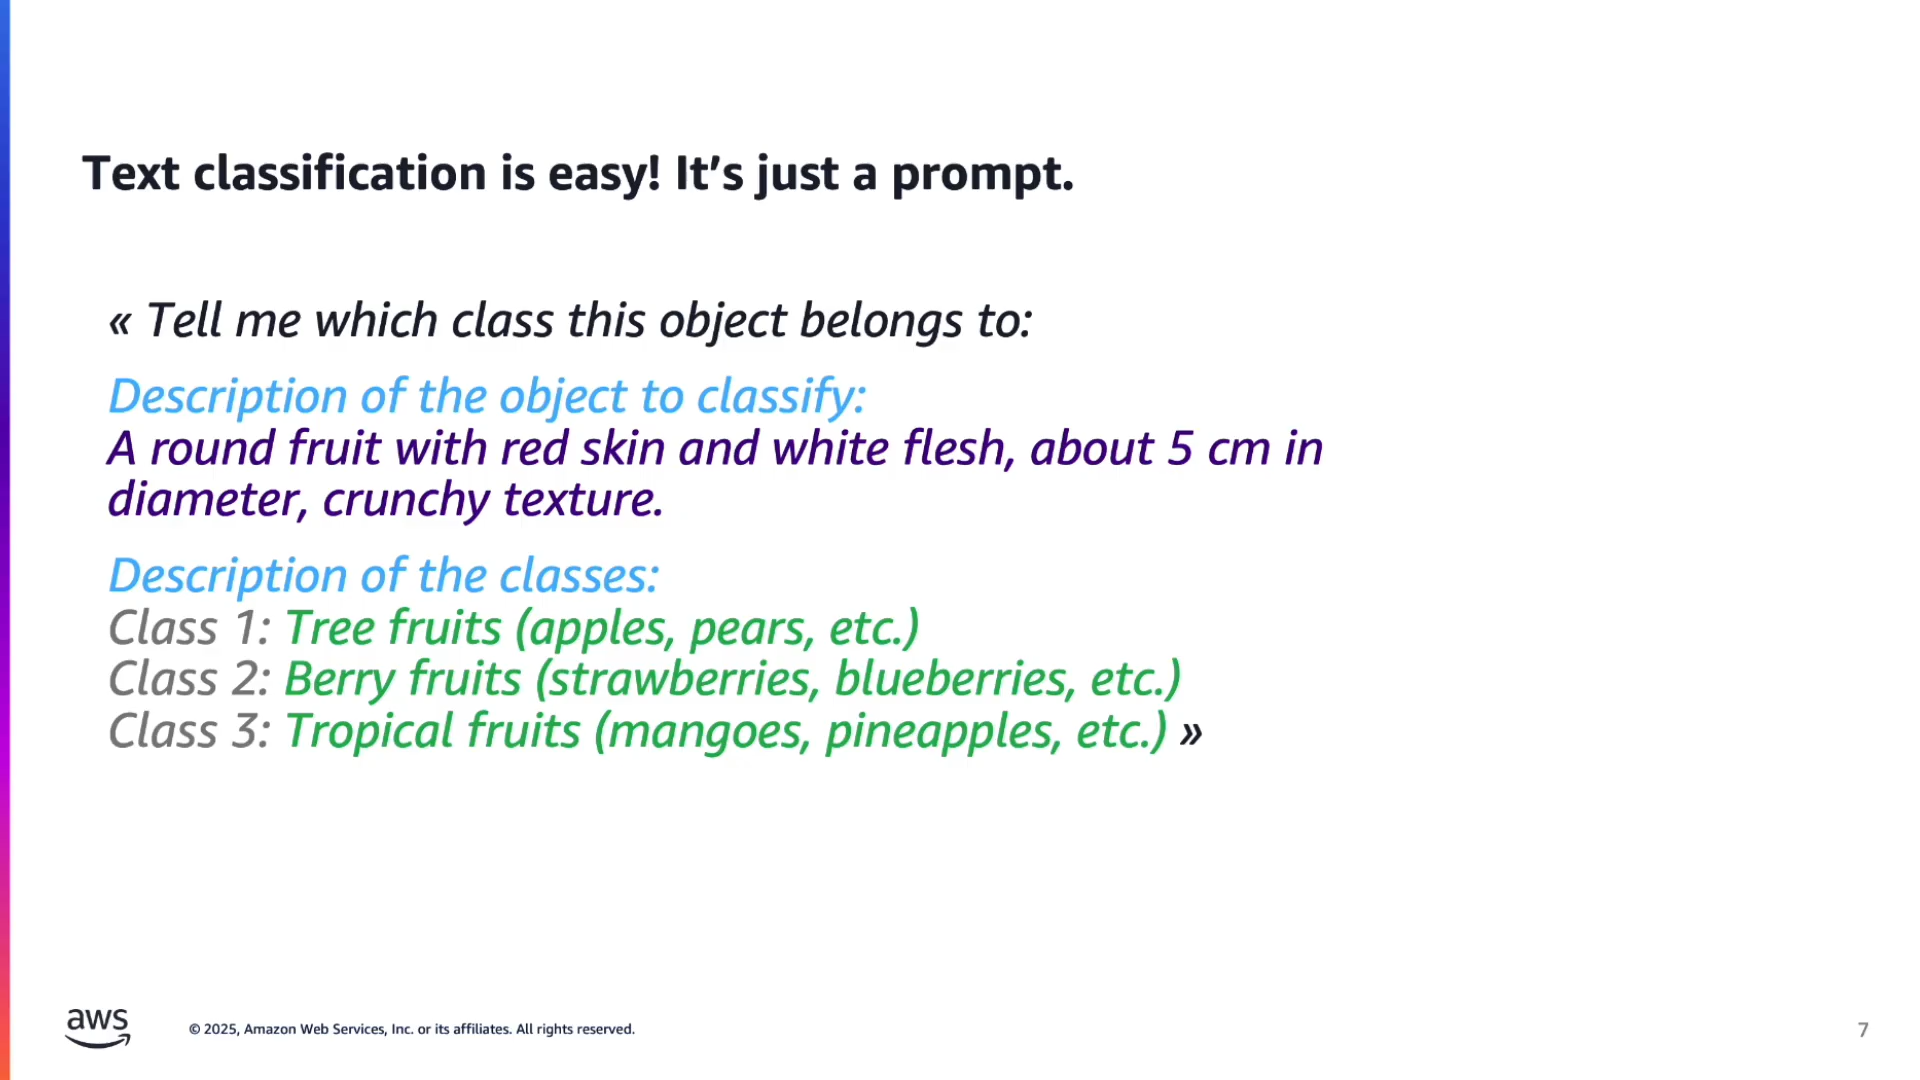 Text classification is easy! It’s just a prompt.
« Tell me which class this object belongs to:
Description of the object to classify:
A round fruit with red skin and white flesh, about 5 cm in
diameter, crunchy texture.
Description of the classes:
Class 1: Tree fruits (apples, pears, etc.)
Class 2: Berry fruits (strawberries, blueberries, etc.)
Class 3: Tropical fruits (mangoes, pineapples, etc.) »
aws
© 2025, Amazon Web Services, Inc. or its affiliates. All rights reserved.
7